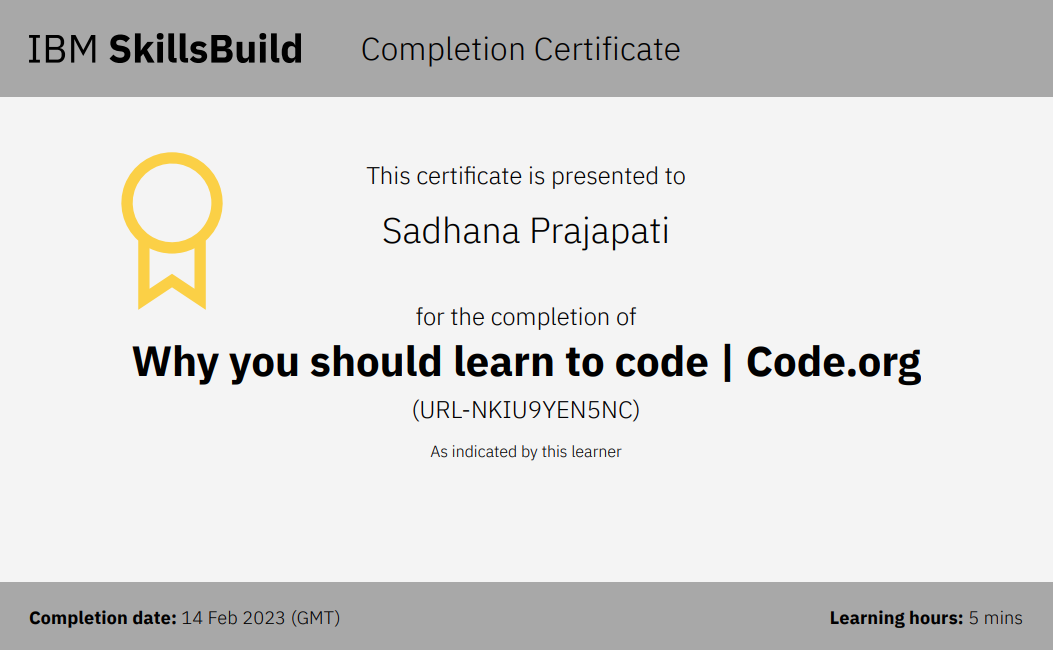 IBM SkillsBuild Completion Certificate
This certificate is presented to
Sadhana Prajapati
for the completion of
Why you should learn to code | Code.org
(URL-NKIU9YEN5NC)
As indicated by this learner
Completion date: 14 Feb 2023 (GMT) Learning hours: 5 mins